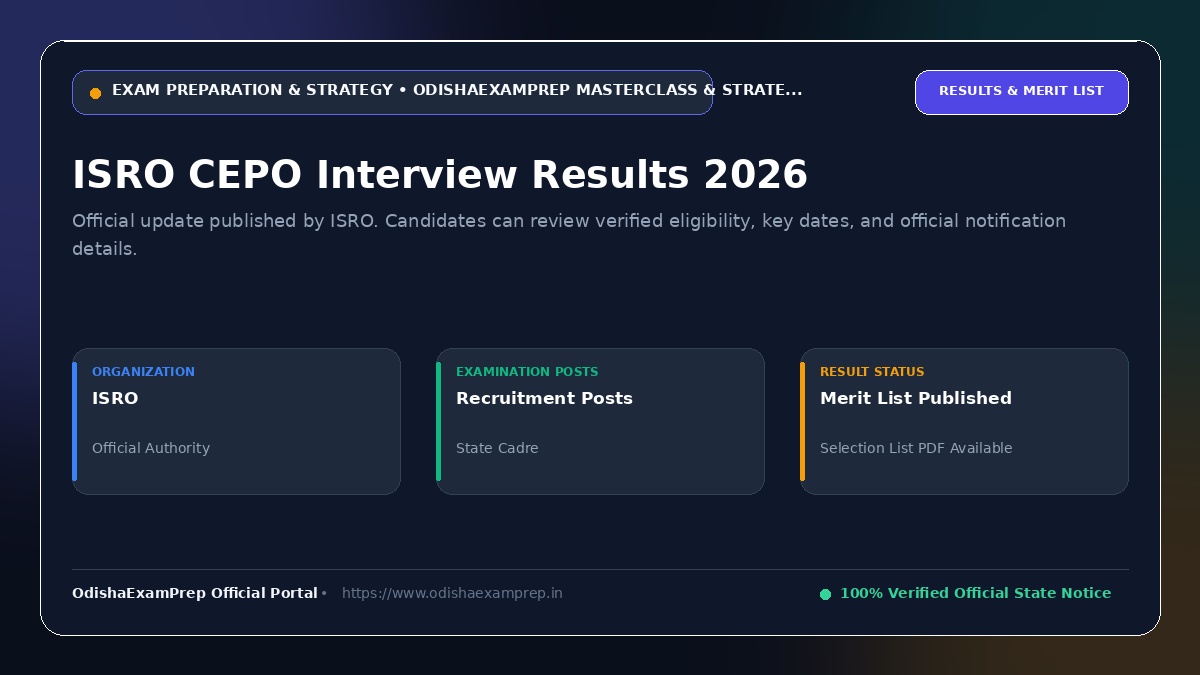 EXAM PREPARATION & STRATEGY • ODISHAEXAMPREP MASTERCLASS & STRATE...
RESULTS & MERIT LIST
ISRO CEPO Interview Results 2026
Official update published by ISRO. Candidates can review verified eligibility, key dates, and official notification
details.
ORGANIZATION
ISRO
Official Authority
EXAMINATION POSTS
Recruitment Posts
State Cadre
RESULT STATUS
Merit List Published
Selection List PDF Available
OdishaExamPrep Official Portal • https://www.odishaexamprep.in
100% Verified Official State Notice